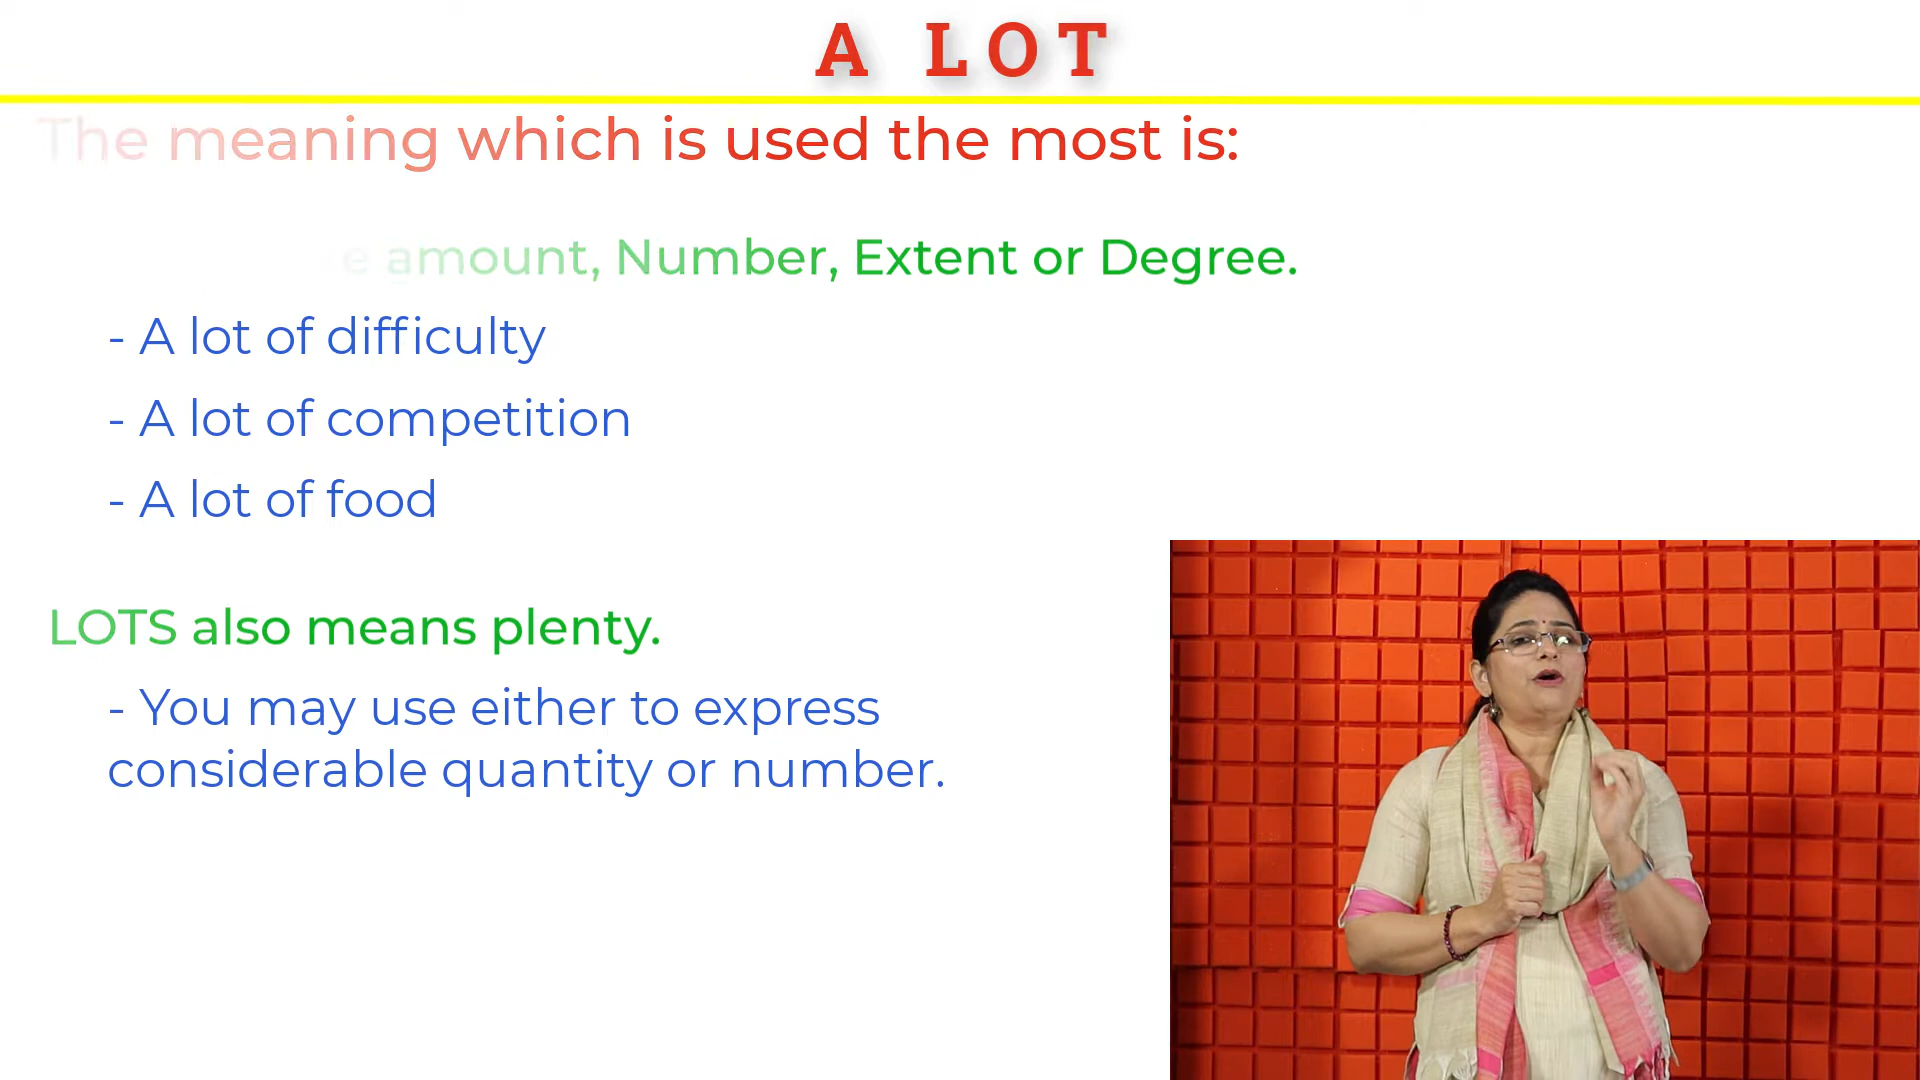 A LOT
The meaning which is used the most is:
amount, Number, Extent or Degree.
- A lot of difficulty
- A lot of competition
- A lot of food
LOTS also means plenty.
- You may use either to express
considerable quantity or number.